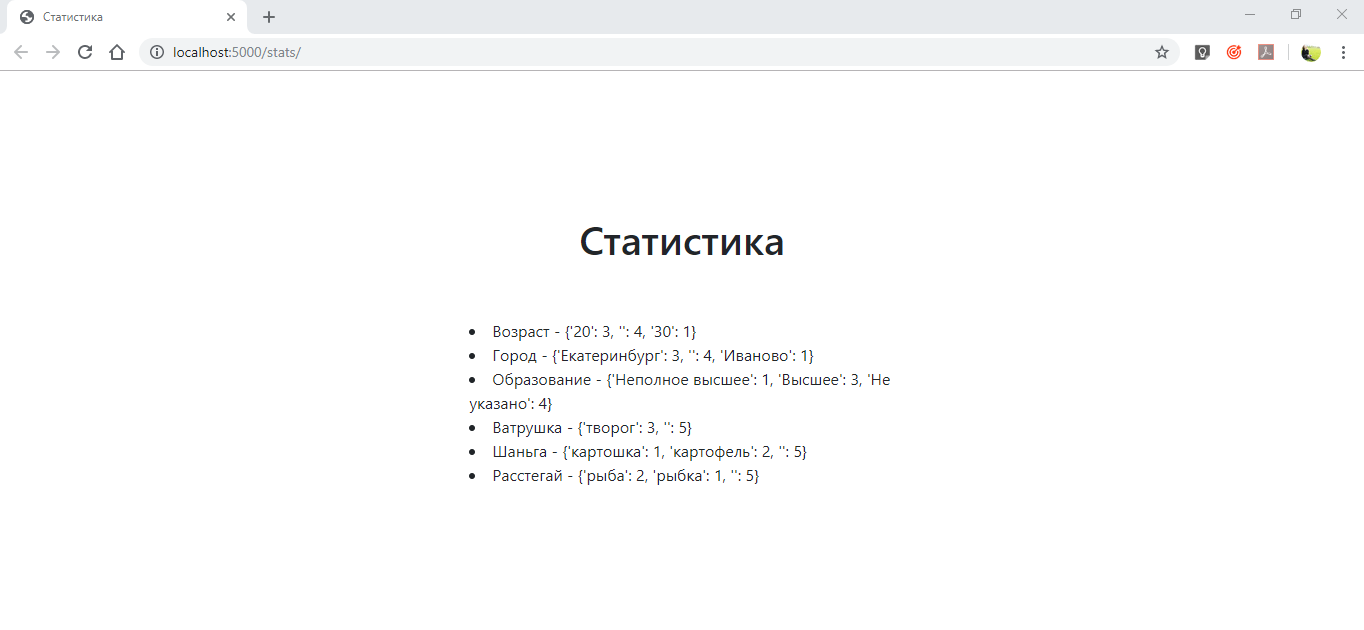 Статистика
localhost:5000/stats/
Статистика
Возраст - {'20': 3, '': 4, '30': 1}
Город - {'Екатеринбург': 3, '': 4, 'Иваново': 1}
Образование - {'Неполное высшее': 1, 'Высшее': 3, 'Не
указано': 4}
Ватрушка - {'творог': 3, '': 5}
Шаньга - {'картошка': 1, 'картофель': 2, '': 5}
Расстегай - {'рыба': 2, 'рыбка': 1, '': 5}